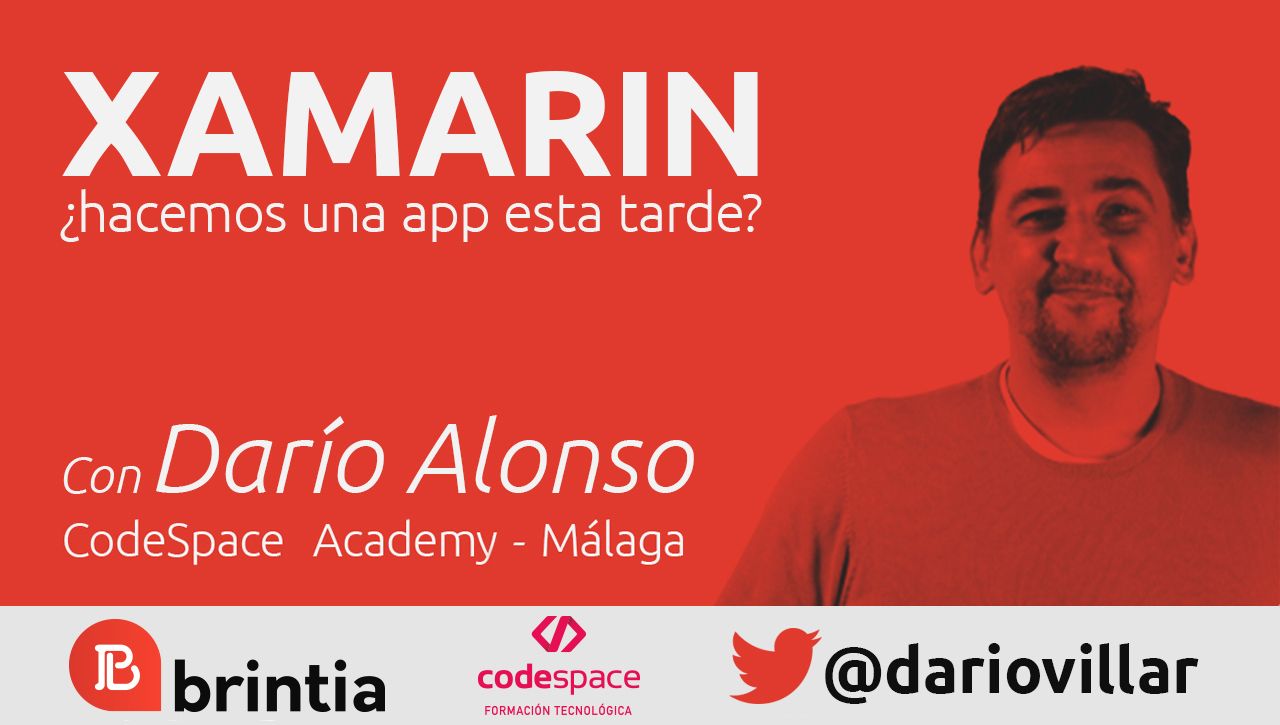 XAMARIN
¿hacemos una app esta tarde?
Con Darío Alonso
CodeSpace Academy - Málaga
brintia
codespace
FORMACIÓN TECNOLÓGICA
@dariovillar